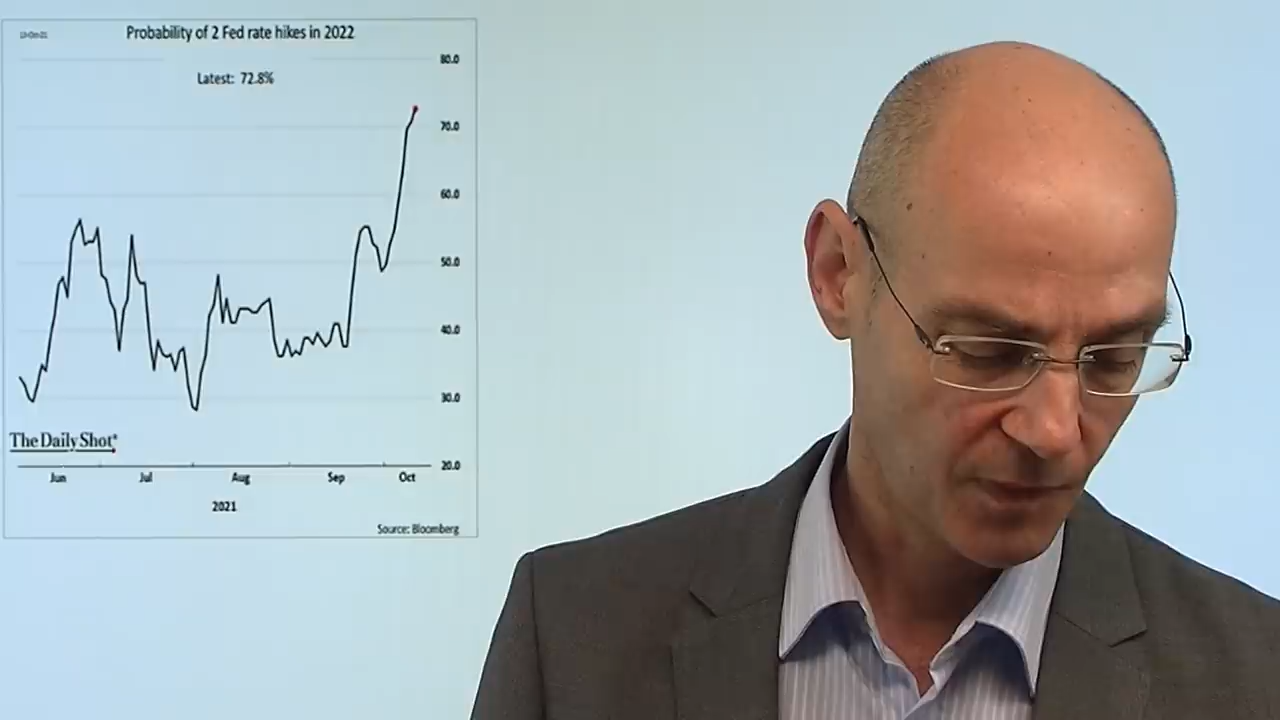 Probability of 2 Fed rate hikes in 2022
Latest: 72.8%
80.0
70.0
60.0
50.0
40.0
30.0
20.0
The Daily Shot
Jun Jul Aug Sep Oct
2021
Source: Bloomberg